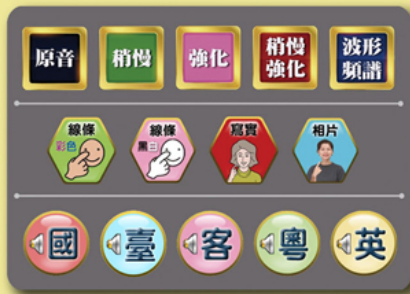 原音
稍慢
強化
稍慢
強化
波形
頻譜
線條
彩色
線條
黑白
寫實
相片
國
臺
客
粵
英